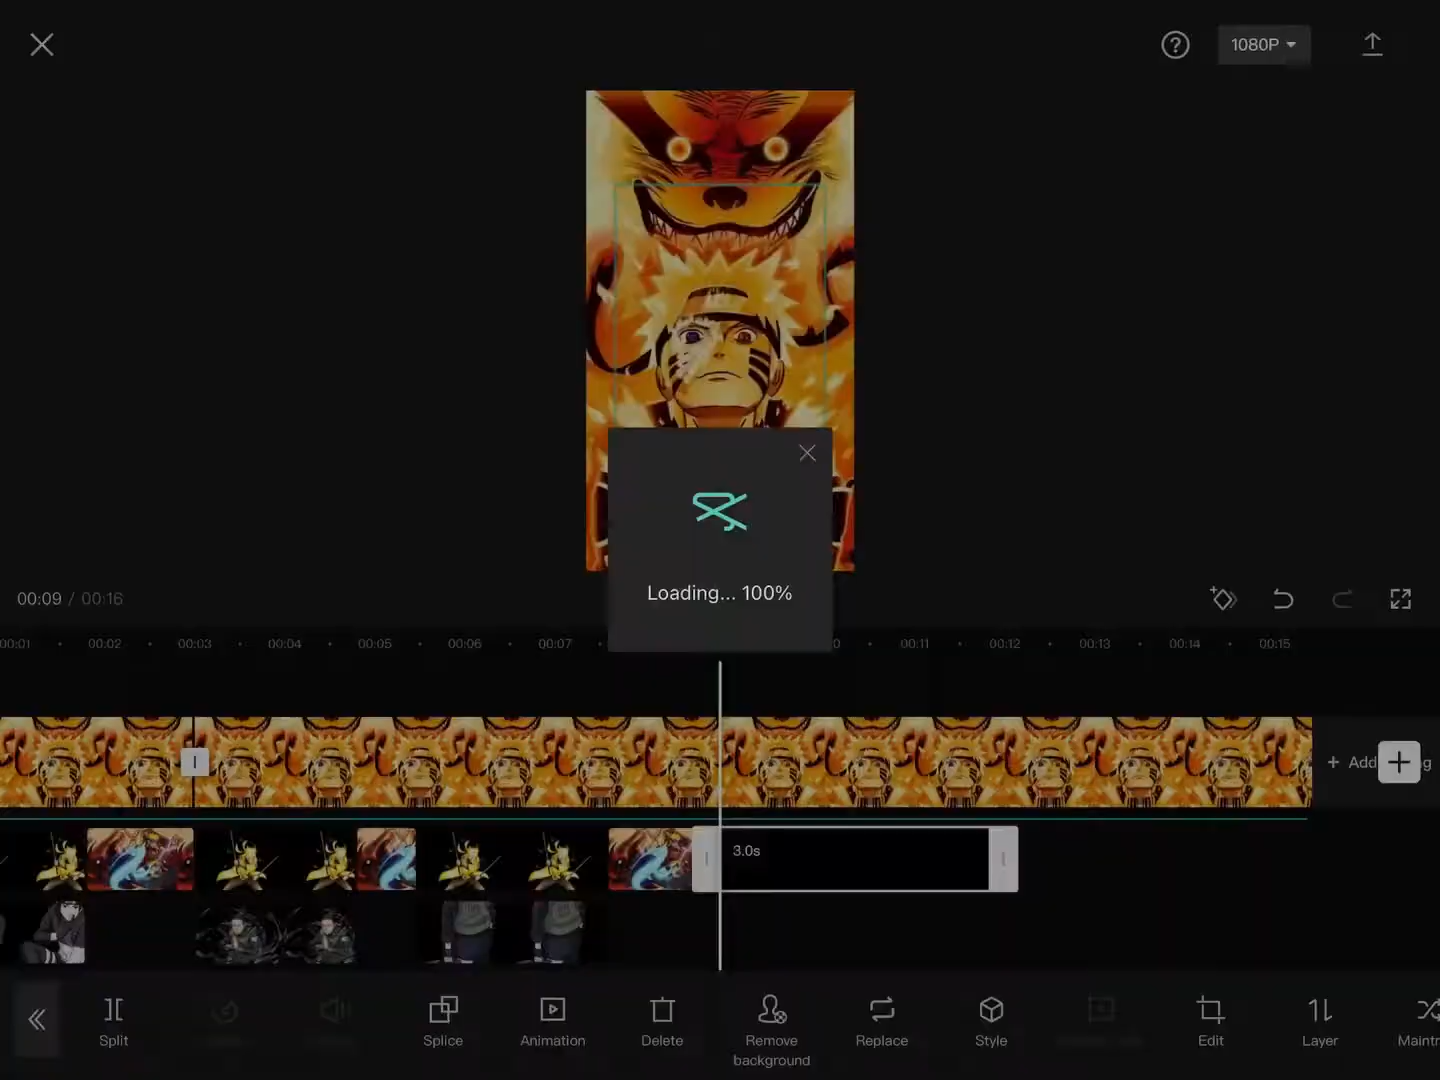 1080P
Loading... 100%
00:09 / 00:16
00:01 00:02 00:03 00:04 00:05 00:06 00:07 0 00:11 00:12 00:13 00:14 00:15
+ Add g
3.0s
Split
Splice
Animation
Delete
Remove
background
Replace
Style
Edit
Layer
Maintr